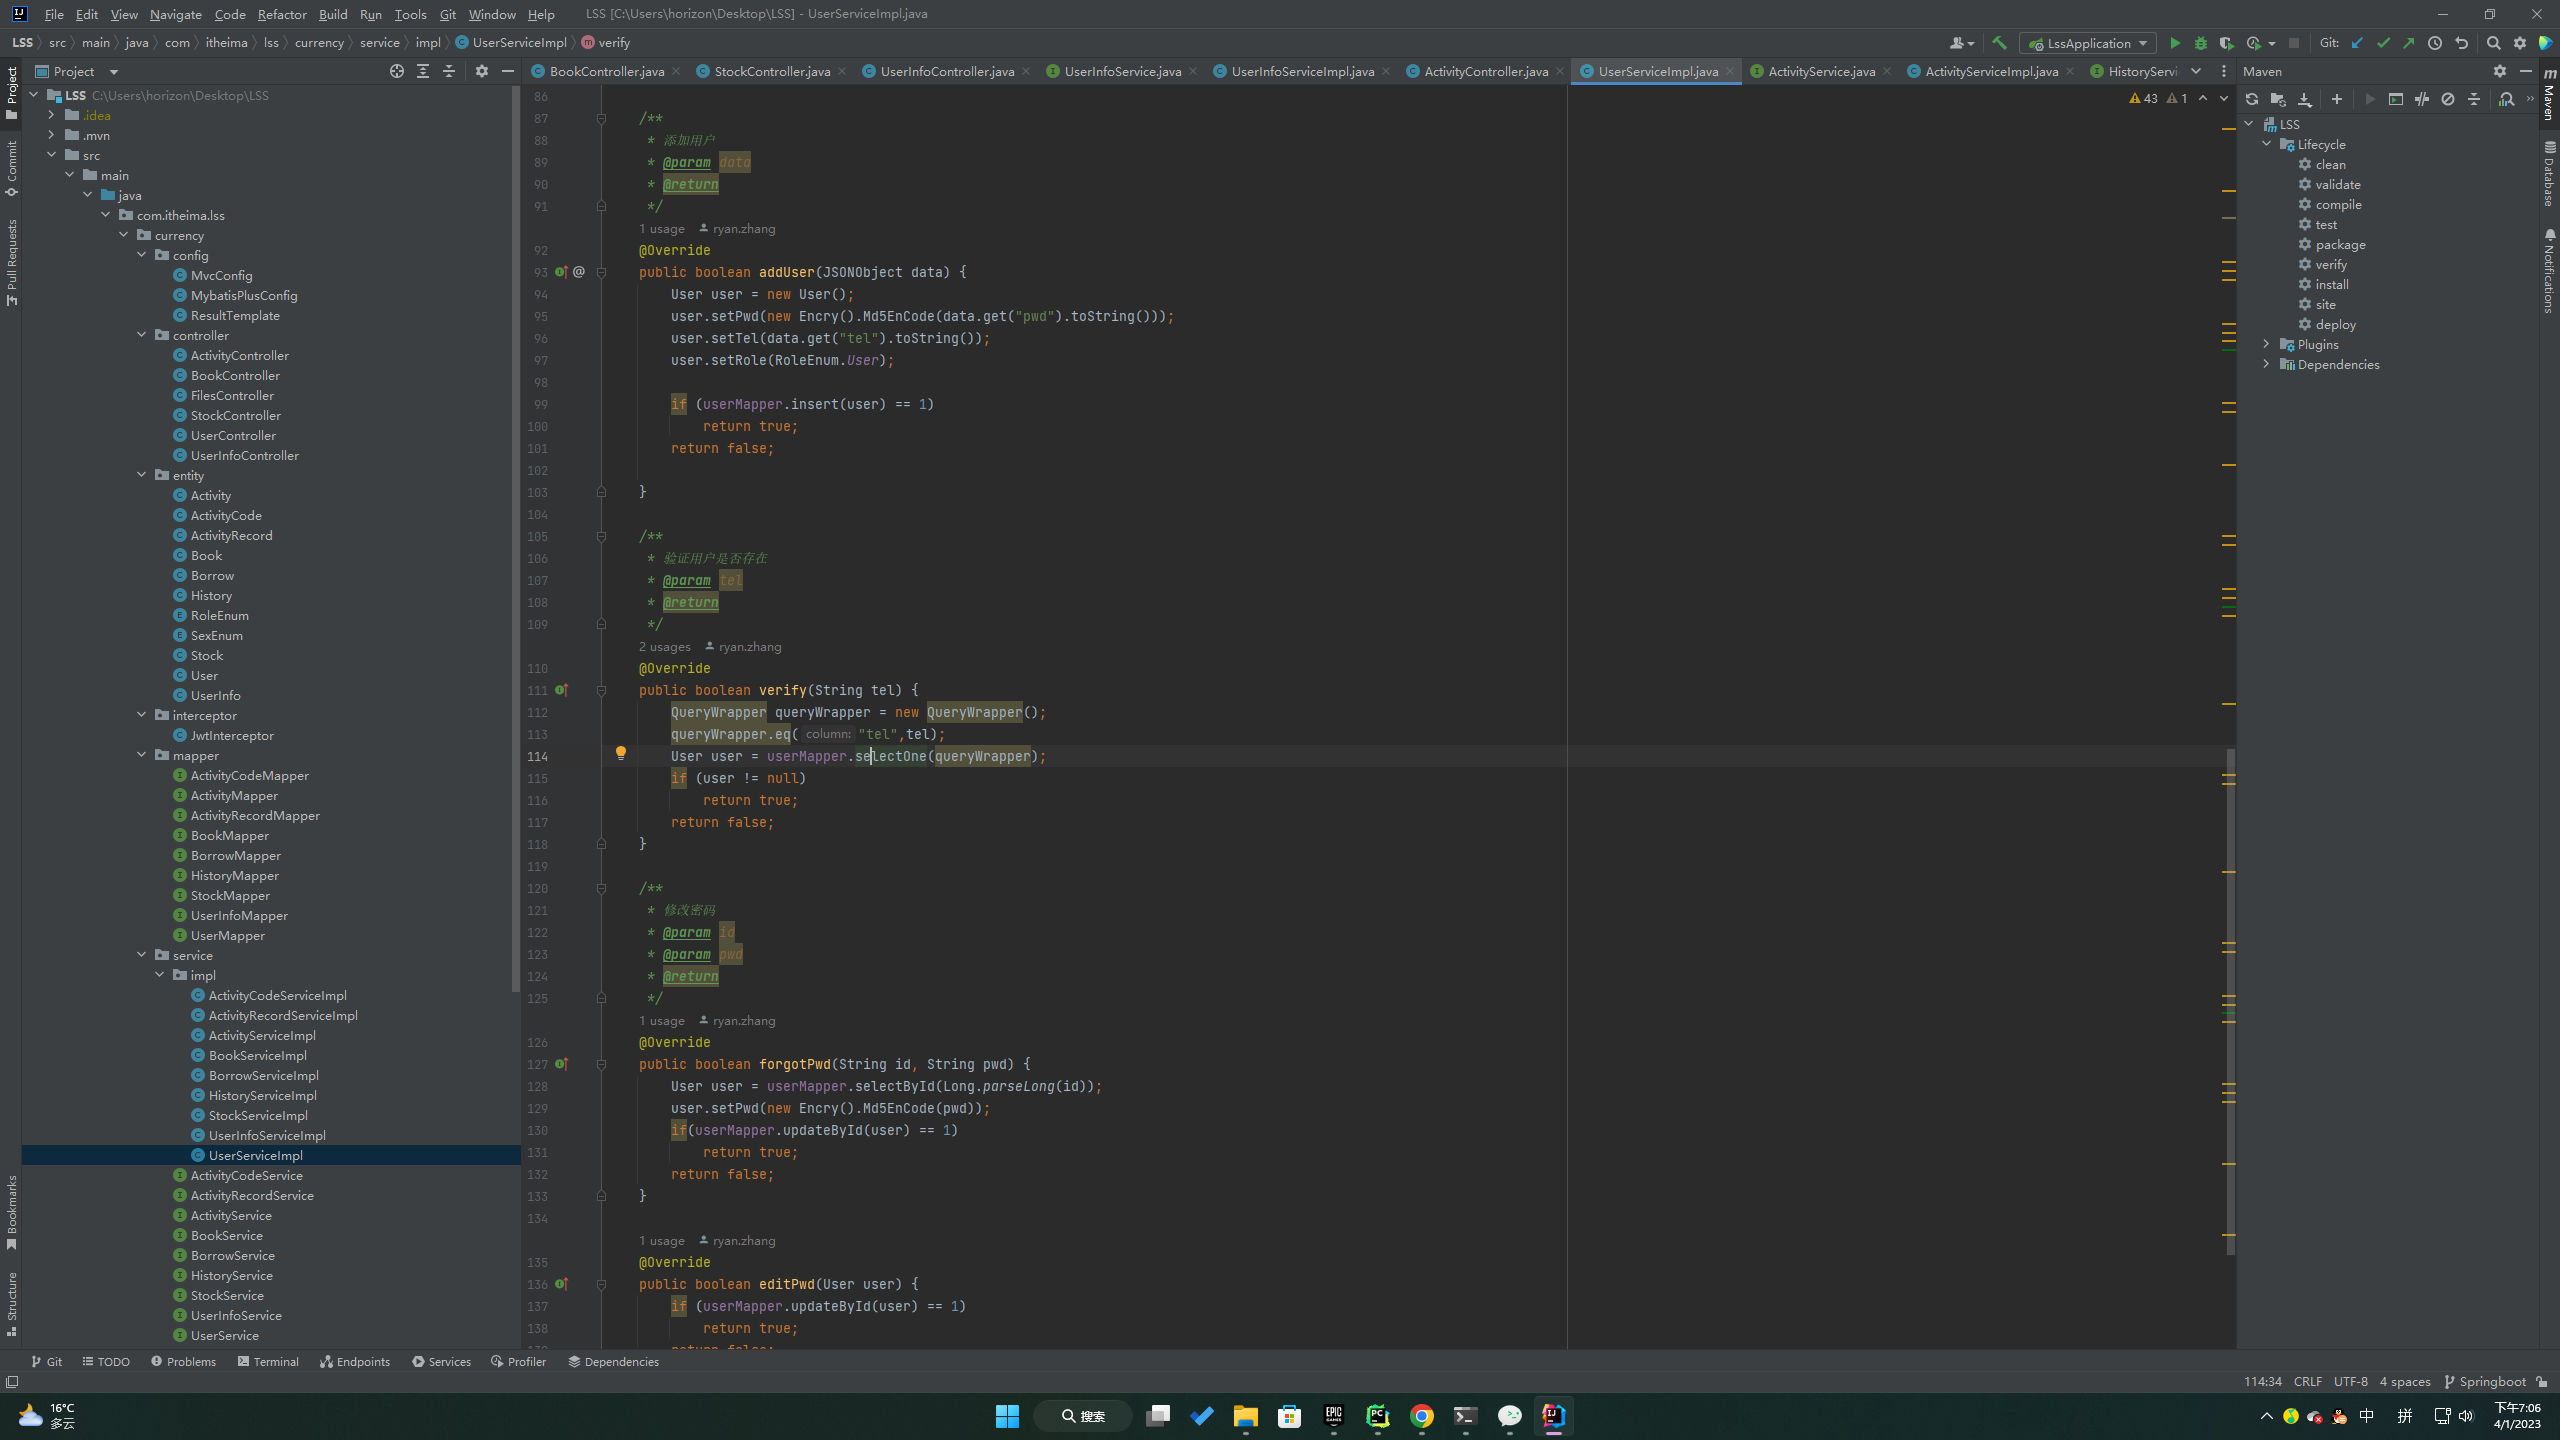 File Edit View Navigate Code Refactor Build Run Tools Git Window Help LSS [C:\Users\horizon\Desktop\LSS] - UserServiceImpl.java
LSS src main java com itheima lss currency service impl UserServiceImpl verify
LssApplication Git:
Project
BookController.java StockController.java UserInfoController.java UserInfoService.java UserInfoServiceImpl.java ActivityController.java UserServiceImpl.java ActivityService.java ActivityServiceImpl.java HistoryServi
Maven
Project
Commit
Pull Requests
Bookmarks
Structure
LSS C:\Users\horizon\Desktop\LSS
.idea
.mvn
src
main
java
com.itheima.lss
currency
config
MvcConfig
MybatisPlusConfig
ResultTemplate
controller
ActivityController
BookController
FilesController
StockController
UserController
UserInfoController
entity
Activity
ActivityCode
ActivityRecord
Book
Borrow
History
RoleEnum
SexEnum
Stock
User
UserInfo
interceptor
JwtInterceptor
mapper
ActivityCodeMapper
ActivityMapper
ActivityRecordMapper
BookMapper
BorrowMapper
HistoryMapper
StockMapper
UserInfoMapper
UserMapper
service
impl
ActivityCodeServiceImpl
ActivityRecordServiceImpl
ActivityServiceImpl
BookServiceImpl
BorrowServiceImpl
HistoryServiceImpl
StockServiceImpl
UserInfoServiceImpl
UserServiceImpl
ActivityCodeService
ActivityRecordService
ActivityService
BookService
BorrowService
HistoryService
StockService
UserInfoService
UserService
43 1
86
87 /**
88 * 添加用户
89 * @param data
90 * @return
91 */
1 usage ryan.zhang
92 @Override
93 @ public boolean addUser(JSONObject data) {
94 User user = new User();
95 user.setPwd(new Encry().Md5EnCode(data.get("pwd").toString()));
96 user.setTel(data.get("tel").toString());
97 user.setRole(RoleEnum.User);
98
99 if (userMapper.insert(user) == 1)
100 return true;
101 return false;
102
103 }
104
105 /**
106 * 验证用户是否存在
107 * @param tel
108 * @return
109 */
2 usages ryan.zhang
110 @Override
111 public boolean verify(String tel) {
112 QueryWrapper queryWrapper = new QueryWrapper();
113 queryWrapper.eq( column: "tel",tel);
114 User user = userMapper.selectOne(queryWrapper);
115 if (user != null)
116 return true;
117 return false;
118 }
119
120 /**
121 * 修改密码
122 * @param id
123 * @param pwd
124 * @return
125 */
1 usage ryan.zhang
126 @Override
127 public boolean forgotPwd(String id, String pwd) {
128 User user = userMapper.selectById(Long.parseLong(id));
129 user.setPwd(new Encry().Md5EnCode(pwd));
130 if(userMapper.updateById(user) == 1)
131 return true;
132 return false;
133 }
134
1 usage ryan.zhang
135 @Override
136 public boolean editPwd(User user) {
137 if (userMapper.updateById(user) == 1)
138 return true;
139 return false;
LSS
Lifecycle
clean
validate
compile
test
package
verify
install
site
deploy
Plugins
Dependencies
Maven
Database
Notifications
Git TODO Problems Terminal Endpoints Services Profiler Dependencies
114:34 CRLF UTF-8 4 spaces Springboot
16°C
多云
搜索
中 拼
下午7:06
4/1/2023